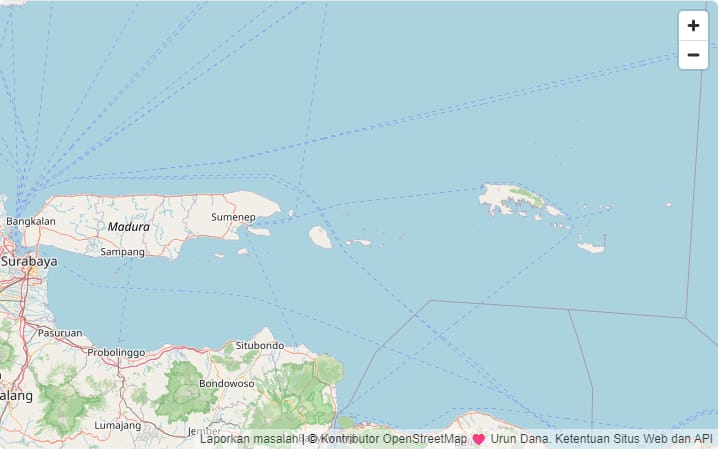 +
−
Bangkalan
Madura
Sumenep
Surabaya
Sampang
Pasuruan
Probolinggo
Situbondo
alang
Bondowoso
Lumajang
Jember
Laporkan masalah | © Kontributor OpenStreetMap ♥ Urun Dana. Ketentuan Situs Web dan API